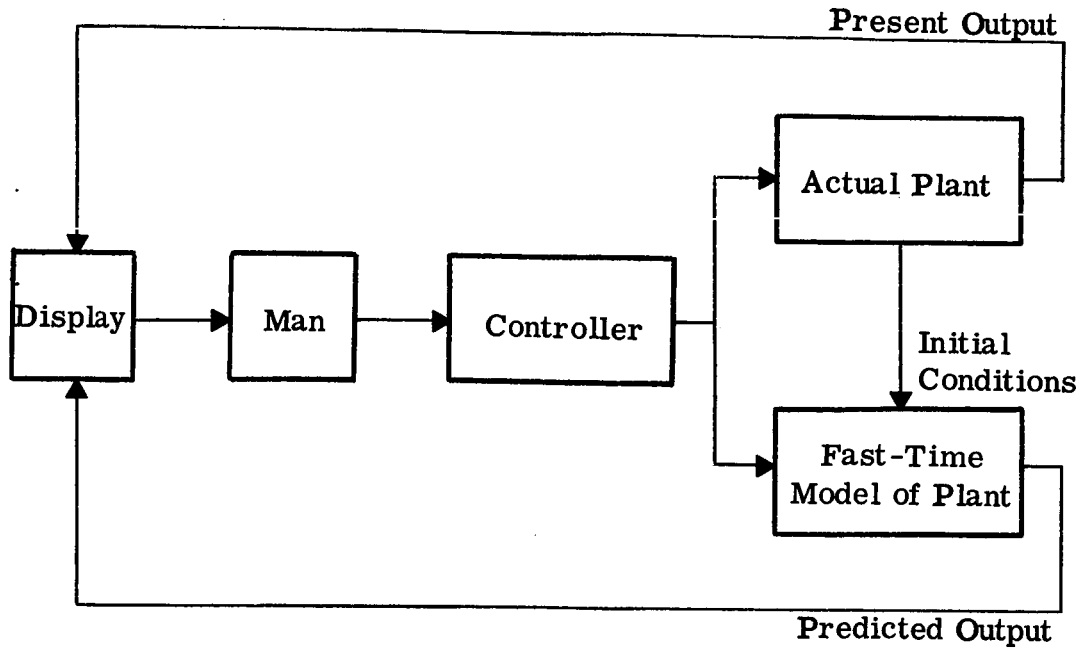 Present Output
Actual Plant
Display
Man
Controller
Initial
Conditions
Fast-Time
Model of Plant
Predicted Output